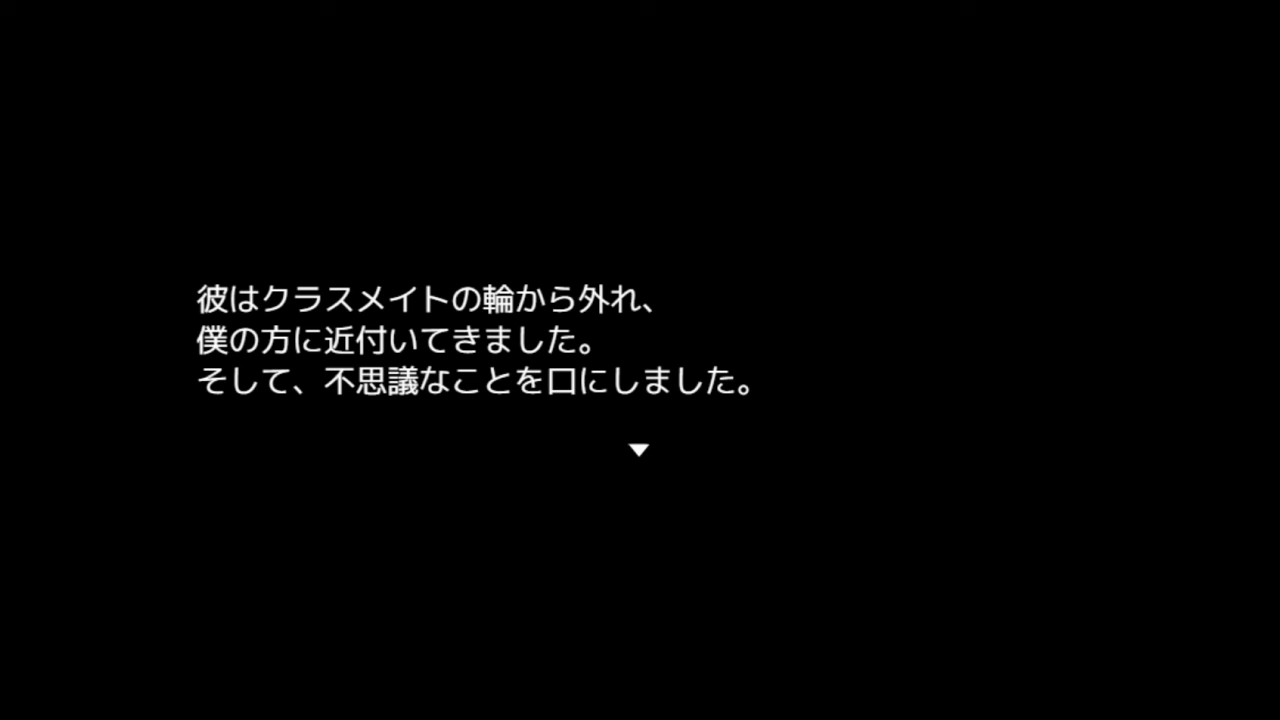 彼はクラスメイトの輪から外れ、
僕の方に近付いてきました。
そして、不思議なことを口にしました。